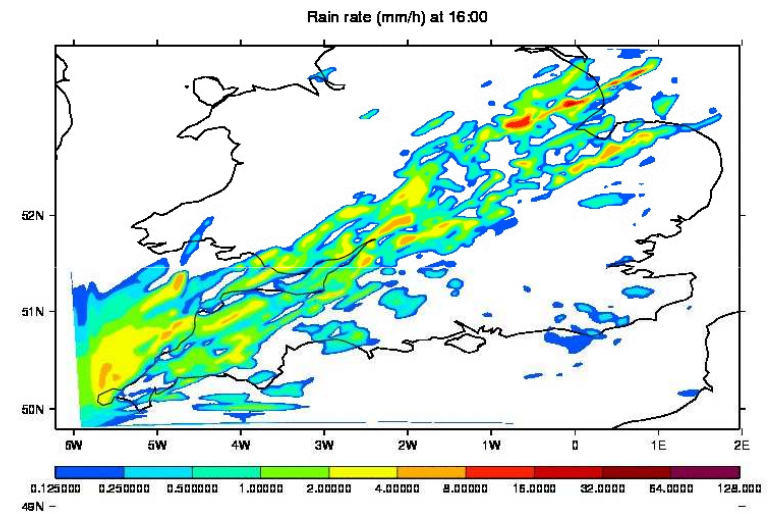 Rain rate (mm/h) at 16:00
52N
51N
50N
6W 5W 4W 3W 2W 1W 0 1E 2E
0.125000 0.250000 0.500000 1.00000 2.00000 4.00000 8.00000 16.0000 32.0000 64.0000 128.000
49N